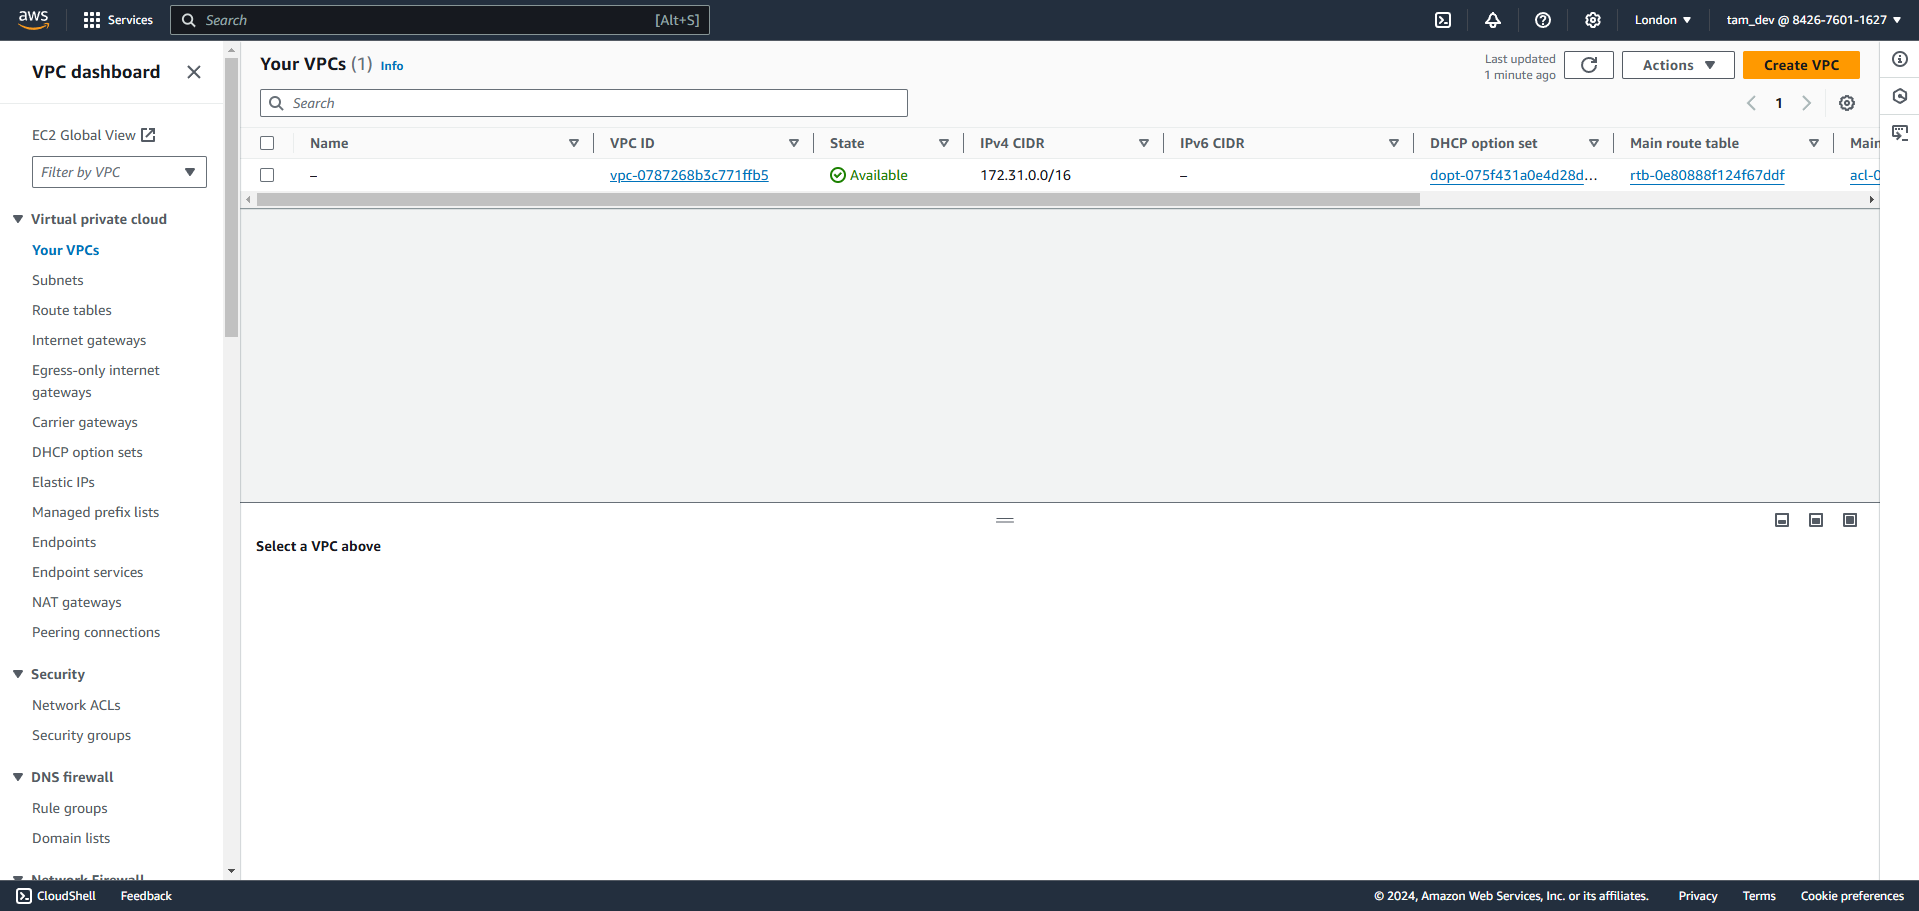 aws
Services
Search
[Alt+S]
London
tam_dev @ 8426-7601-1627
VPC dashboard
EC2 Global View
Filter by VPC
Virtual private cloud
Your VPCs
Subnets
Route tables
Internet gateways
Egress-only internet
gateways
Carrier gateways
DHCP option sets
Elastic IPs
Managed prefix lists
Endpoints
Endpoint services
NAT gateways
Peering connections
Security
Network ACLs
Security groups
DNS firewall
Rule groups
Domain lists
Network Firewall
Your VPCs (1) Info
Last updated
1 minute ago
Actions
Create VPC
Search
1
Name VPC ID State IPv4 CIDR IPv6 CIDR DHCP option set Main route table Main
– vpc-0787268b3c771ffb5 Available 172.31.0.0/16 – dopt-075f431a0e4d28d... rtb-0e80888f124f67ddf acl-0
Select a VPC above
CloudShell Feedback © 2024, Amazon Web Services, Inc. or its affiliates. Privacy Terms Cookie preferences